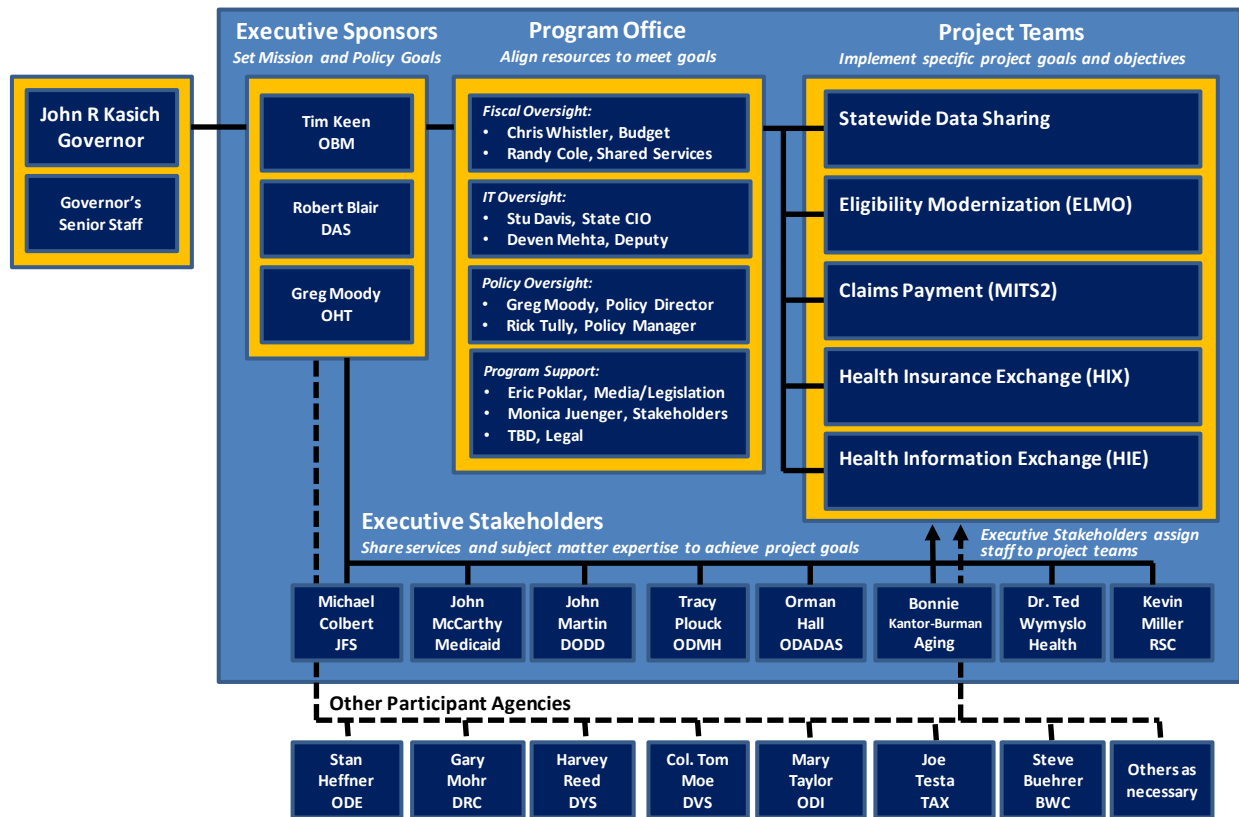 Executive Sponsors
Set Mission and Policy Goals
Program Office
Align resources to meet goals
Project Teams
Implement specific project goals and objectives
John R Kasich
Governor
Governor's
Senior Staff
Tim Keen
OBM
Robert Blair
DAS
Greg Moody
OHT
Fiscal Oversight:
• Chris Whistler, Budget
• Randy Cole, Shared Services
IT Oversight:
• Stu Davis, State CIO
• Deven Mehta, Deputy
Policy Oversight:
• Greg Moody, Policy Director
• Rick Tully, Policy Manager
Program Support:
• Eric Poklar, Media/Legislation
• Monica Juenger, Stakeholders
• TBD, Legal
Statewide Data Sharing
Eligibility Modernization (ELMO)
Claims Payment (MITS2)
Health Insurance Exchange (HIX)
Health Information Exchange (HIE)
Executive Stakeholders
Share services and subject matter expertise to achieve project goals
Executive Stakeholders assign
staff to project teams
Michael
Colbert
JFS
John
McCarthy
Medicaid
John
Martin
DODD
Tracy
Plouck
ODMH
Orman
Hall
ODADAS
Bonnie
Kantor-Burman
Aging
Dr. Ted
Wymyslo
Health
Kevin
Miller
RSC
Other Participant Agencies
Stan
Heffner
ODE
Gary
Mohr
DRC
Harvey
Reed
DYS
Col. Tom
Moe
DVS
Mary
Taylor
ODI
Joe
Testa
TAX
Steve
Buehrer
BWC
Others as
necessary